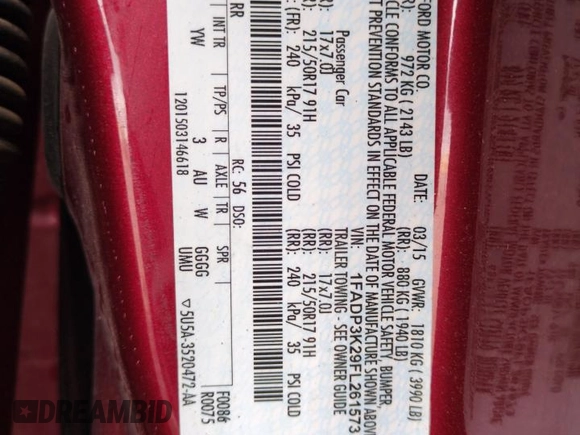 FORD MOTOR CO.
DATE: 03/15 GVWR: 1810 KG ( 3990 LB)
972 KG ( 2143 LB) (RR): 880 KG ( 1940 LB)
CONFORMS TO ALL APPLICABLE FEDERAL MOTOR VEHICLE SAFETY, BUMPER,
T PREVENTION STANDARDS IN EFFECT ON THE DATE OF MANUFACTURE SHOWN ABOV
VIN: 1FADP3K29FL261573
Passenger Car TRAILER TOWING - SEE OWNER GUIDE
17x7.0J (RR): 17x7.0J
215/50R17 91H (RR): 215/50R17 91H
(FR): 240 kPa/ 35 PSI COLD (RR): 240 kPa/ 35 PSI COLD
RR RC: 56 DSO: F0086
R0075
INT TR TP/PS R AXLE TR SPR
YW 3 AU W GGGG
UMU
1201503146618 ▽5U5A-3520472-AA
DREAMBID